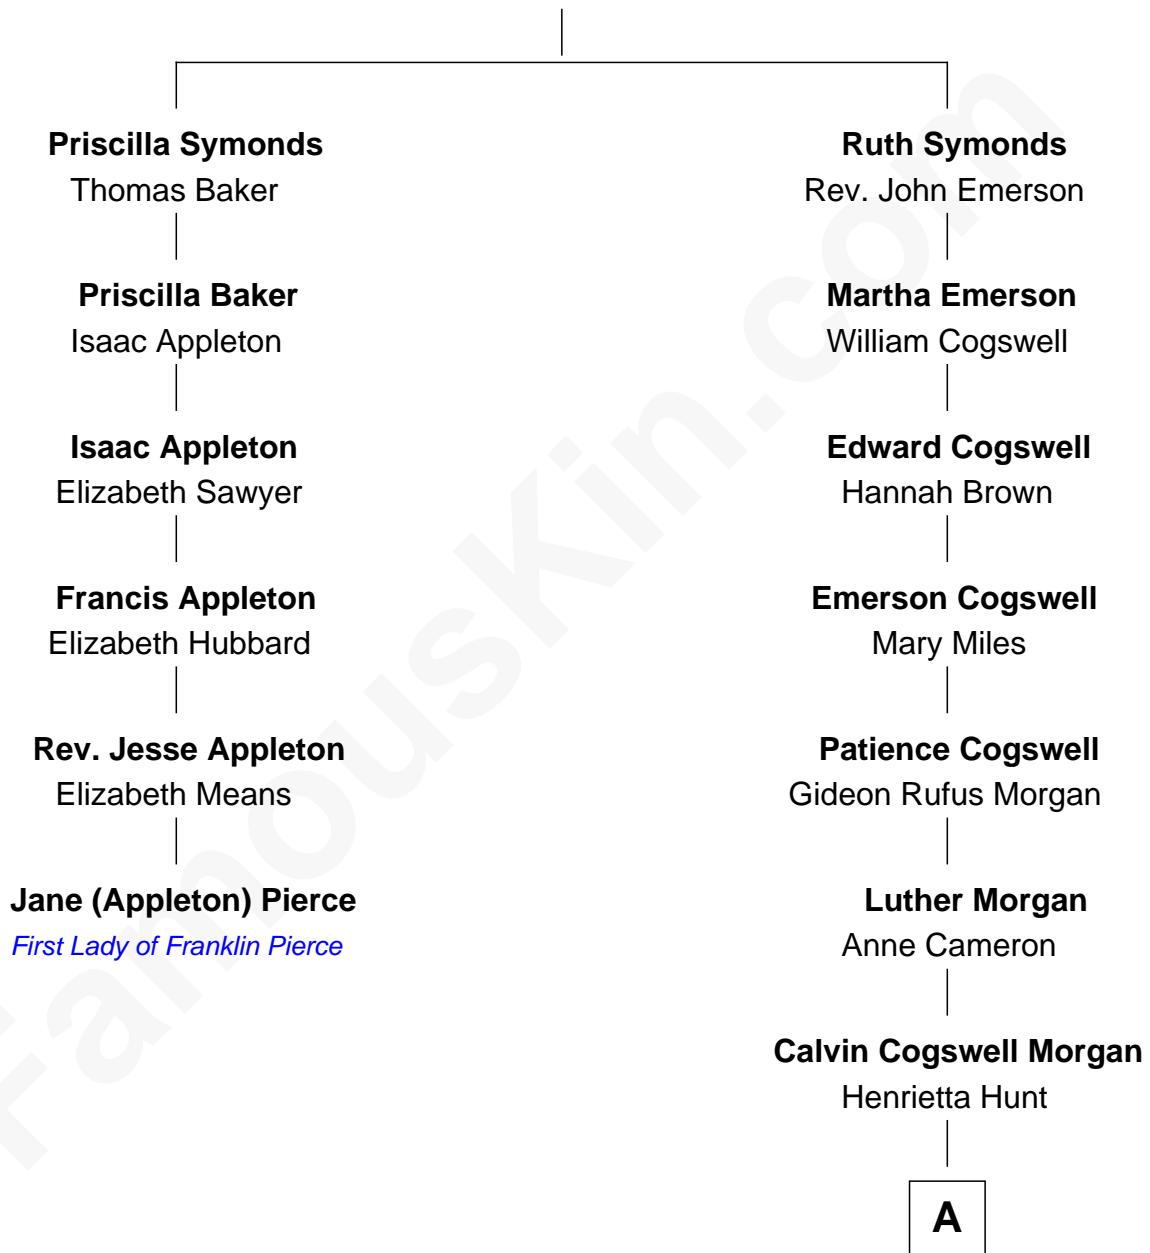 Priscilla Symonds
Thomas Baker
Priscilla Baker
Isaac Appleton
Isaac Appleton
Elizabeth Sawyer
Francis Appleton
Elizabeth Hubbard
Rev. Jesse Appleton
Elizabeth Means
Jane (Appleton) Pierce
First Lady of Franklin Pierce
Ruth Symonds
Rev. John Emerson
Martha Emerson
William Cogswell
Edward Cogswell
Hannah Brown
Emerson Cogswell
Mary Miles
Patience Cogswell
Gideon Rufus Morgan
Luther Morgan
Anne Cameron
Calvin Cogswell Morgan
Henrietta Hunt
A
FamousKin.com